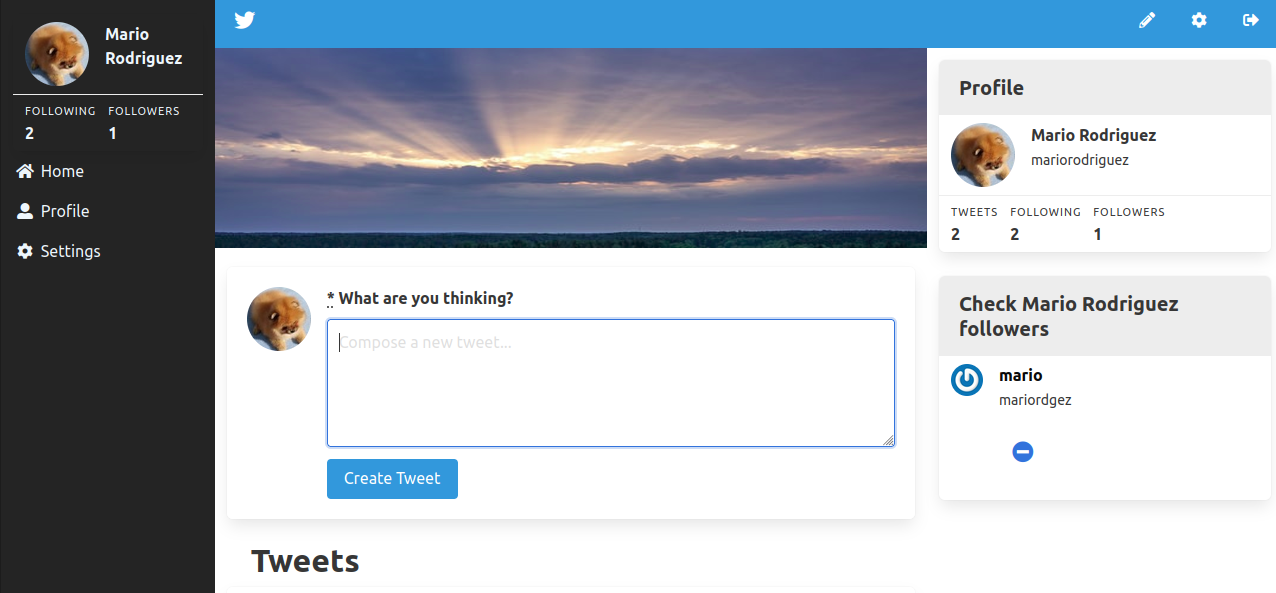 Mario
Rodriguez
FOLLOWING FOLLOWERS
2 1
Home
Profile
Settings
* What are you thinking?
Compose a new tweet...
Create Tweet
Tweets
Profile
Mario Rodriguez
mariorodriguez
TWEETS FOLLOWING FOLLOWERS
2 2 1
Check Mario Rodriguez
followers
mario
mariordgez